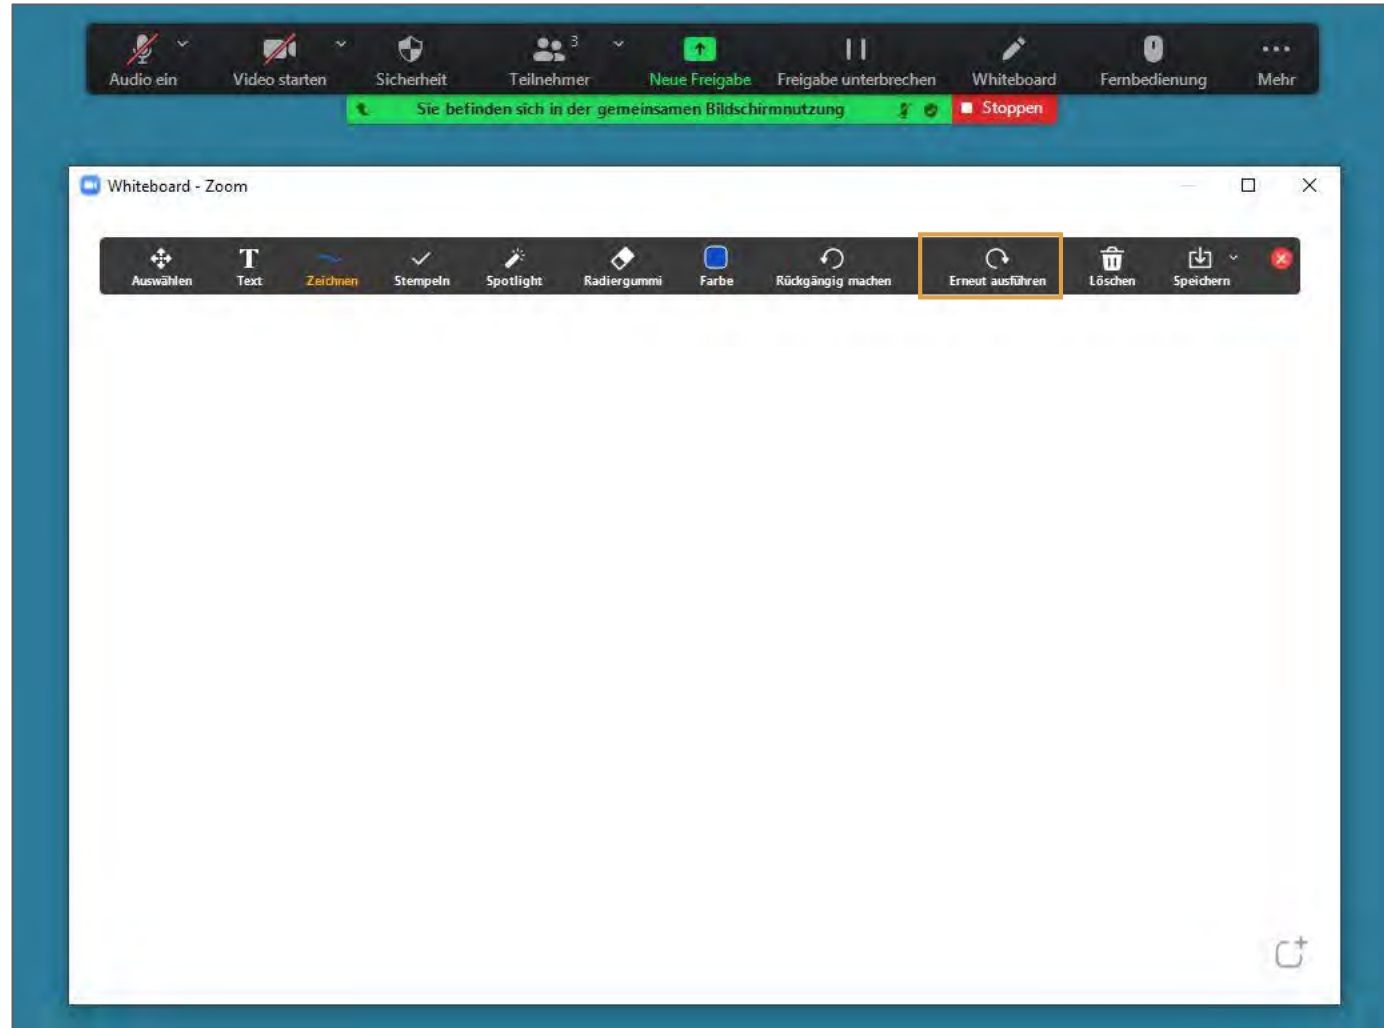 3
Audio ein Video starten Sicherheit Teilnehmer Neue Freigabe Freigabe unterbrechen Whiteboard Fernbedienung Mehr
Sie befinden sich in der gemeinsamen Bildschirmnutzung Stoppen
Whiteboard - Zoom
Auswählen Text Zeichnen Stempeln Spotlight Radiergummi Farbe Rückgängig machen Erneut ausführen Löschen Speichern